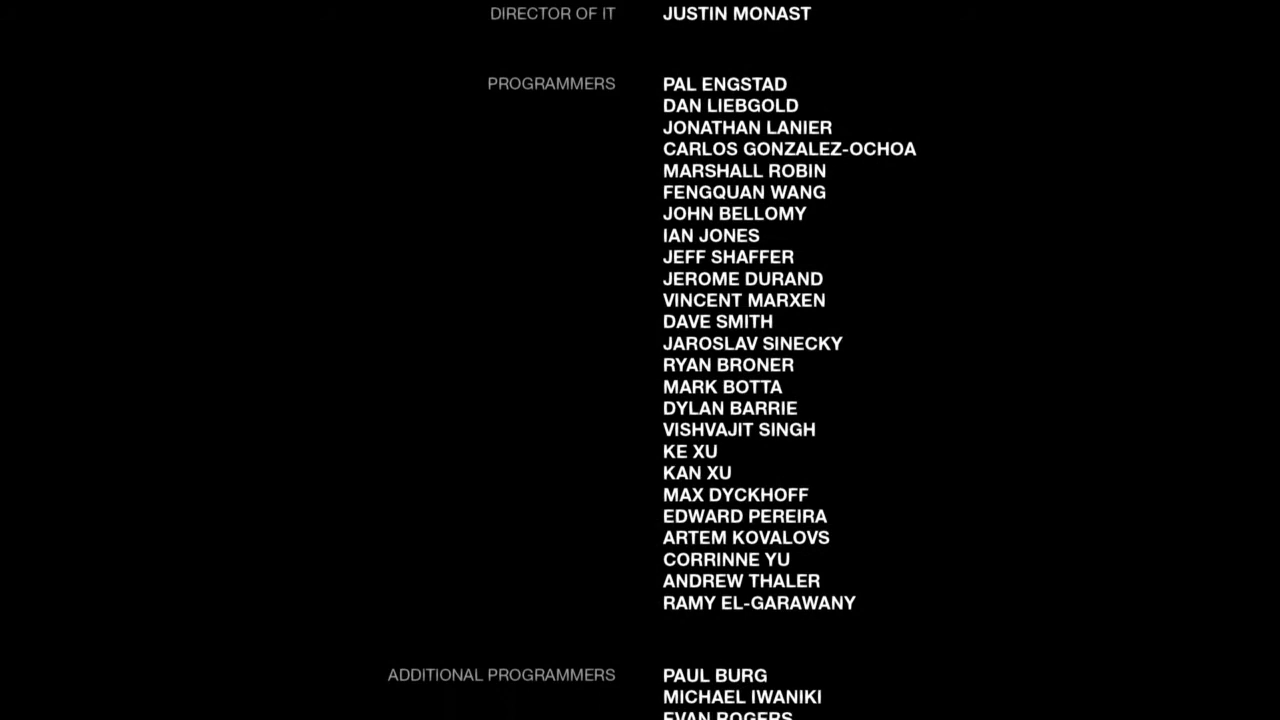 DIRECTOR OF IT JUSTIN MONAST
PROGRAMMERS PAL ENGSTAD
DAN LIEBGOLD
JONATHAN LANIER
CARLOS GONZALEZ-OCHOA
MARSHALL ROBIN
FENGQUAN WANG
JOHN BELLOMY
IAN JONES
JEFF SHAFFER
JEROME DURAND
VINCENT MARXEN
DAVE SMITH
JAROSLAV SINECKY
RYAN BRONER
MARK BOTTA
DYLAN BARRIE
VISHVAJIT SINGH
KE XU
KAN XU
MAX DYCKHOFF
EDWARD PEREIRA
ARTEM KOVALOVS
CORRINNE YU
ANDREW THALER
RAMY EL-GARAWANY
ADDITIONAL PROGRAMMERS PAUL BURG
MICHAEL IWANIKI
EVAN ROGERS